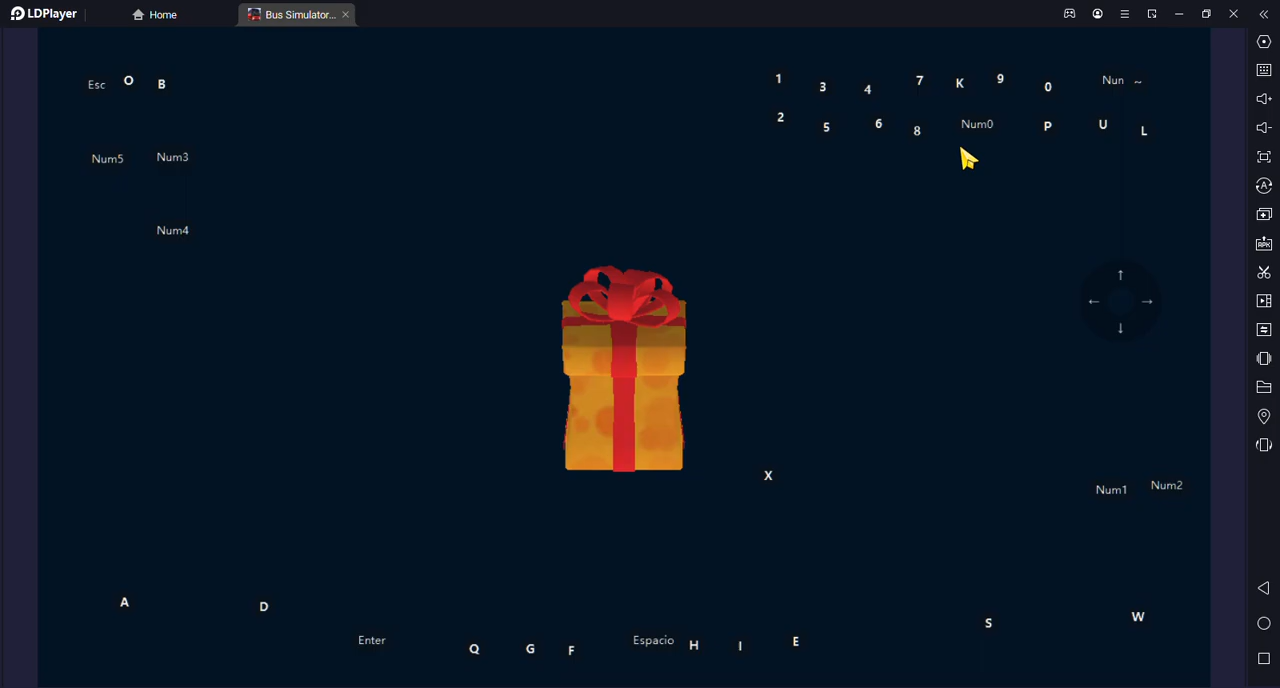 LDPlayer Home Bus Simulator...
Esc O B 1 3 4 7 K 9 0 Nun ~
2 5 6 8 Num0 P U L
Num5 Num3
Num4
X
Num1 Num2
A D S W
Enter Q G F Espacio H I E